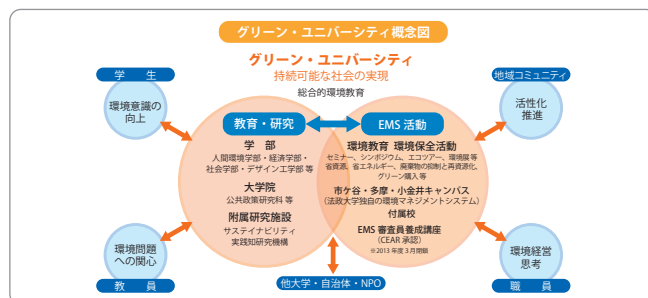 グリーン・ユニバーシティ概念図
グリーン・ユニバーシティ
持続可能な社会の実現
総合的環境教育
学 生
環境意識の
向上
地域コミュニティ
活性化
推進
教育・研究
学 部
人間環境学部・経済学部・
社会学部・デザイン工学部 等
大学院
公共政策研究科 等
附属研究施設
サステイナビリティ
実践知研究機構
EMS 活動
環境教育 環境保全活動
セミナー、シンポジウム、エコツアー、環境展 等
省資源、省エネルギー、廃棄物の抑制と再資源化、
グリーン購入 等
市ケ谷・多摩・小金井キャンパス
(法政大学独自の環境マネジメントシステム)
付属校
EMS 審査員養成講座
(CEAR 承認)
※2013 年度 3 月閉鎖
環境問題
への関心
教 員
環境経営
思考
職 員
他大学・自治体・NPO